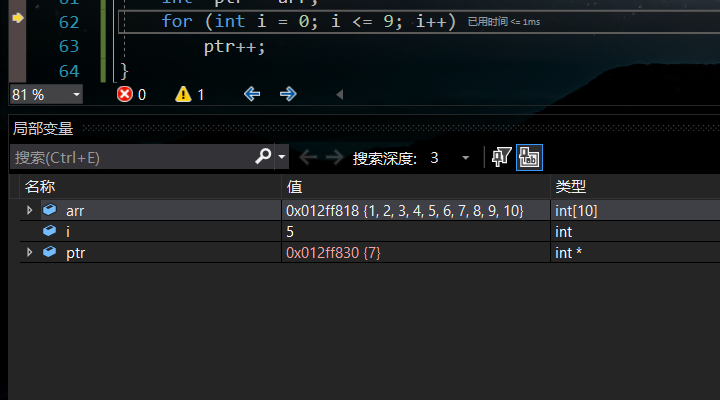 62 for (int i = 0; i <= 9; i++) 已用时间 <= 1ms
63 ptr++;
64 }
81 % 0 1
局部变量
搜索(Ctrl+E) 搜索深度: 3
名称 值 类型
arr 0x012ff818 {1, 2, 3, 4, 5, 6, 7, 8, 9, 10} int[10]
i 5 int
ptr 0x012ff830 {7} int *